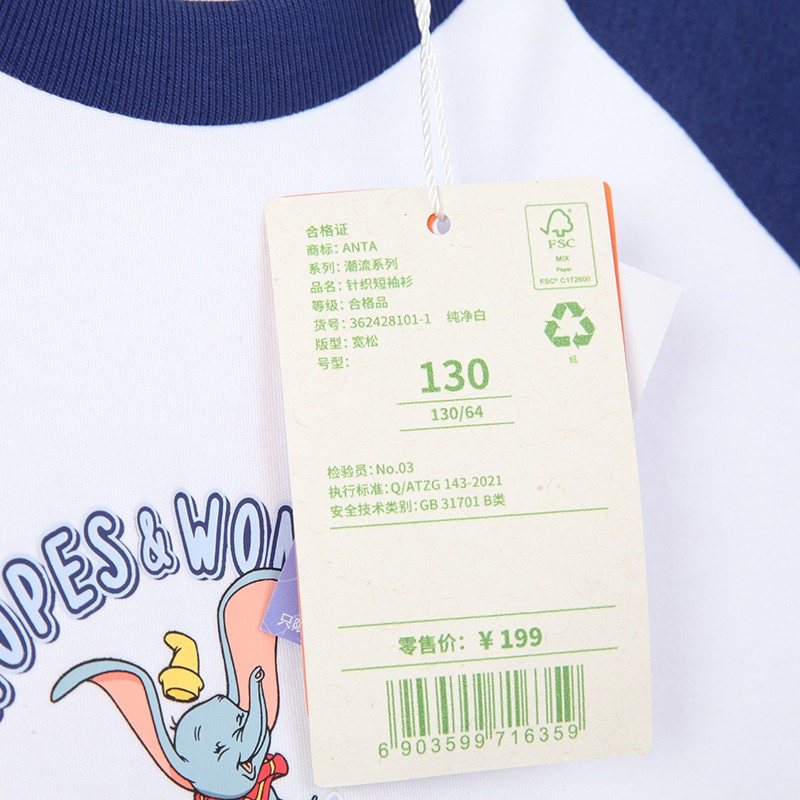 合格证
商标：ANTA
系列：潮流系列
品名：针织短袖衫
等级：合格品
货号：362428101-1 纯净白
版型：宽松
号型：
130
130/64
FSC
MIX
Paper
FSC® C172600
纸
检验员：No.03
执行标准：Q/ATZG 143-2021
安全技术类别：GB 31701 B类
零售价：¥ 199
6 903599 716359
OPES & WON
只限